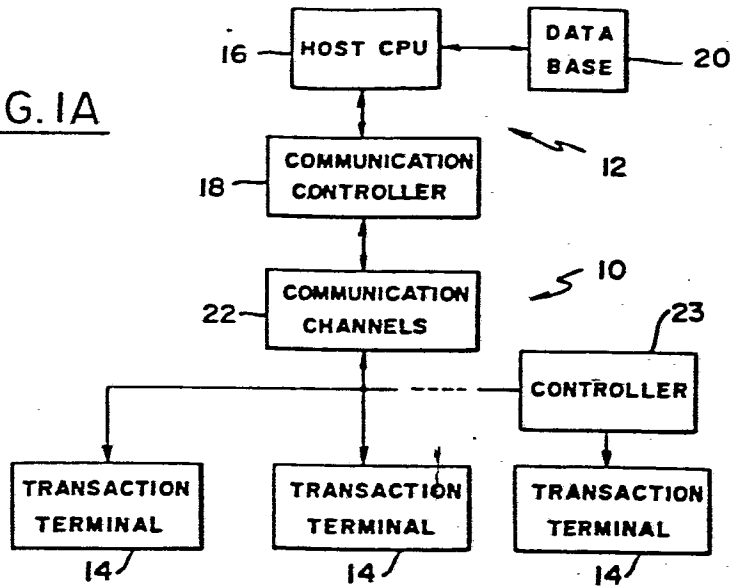 G. 1A
16
HOST CPU
DATA
BASE
20
12
18
COMMUNICATION
CONTROLLER
10
22
COMMUNICATION
CHANNELS
23
CONTROLLER
TRANSACTION
TERMINAL
14
TRANSACTION
TERMINAL
14
TRANSACTION
TERMINAL
14